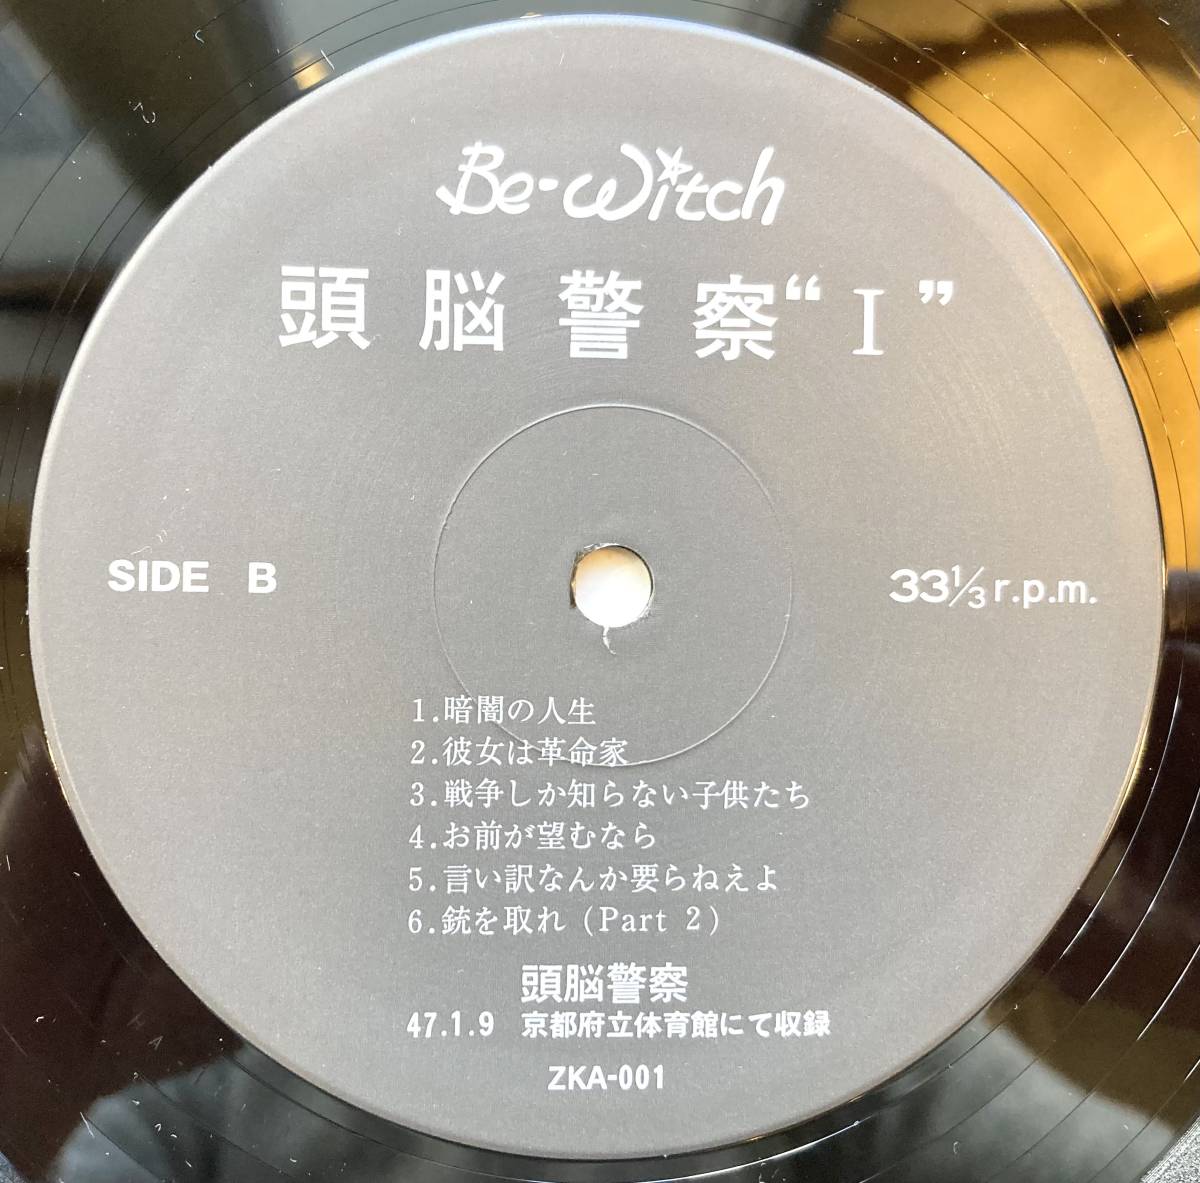 Be-Witch
頭脳警察“I”
SIDE B
33⅓ r.p.m.
1.暗闇の人生
2.彼女は革命家
3.戦争しか知らない子供たち
4.お前が望むなら
5.言い訳なんか要らねえよ
6.銃を取れ (Part 2)
頭脳警察
47.1.9 京都府立体育館にて収録
ZKA-001